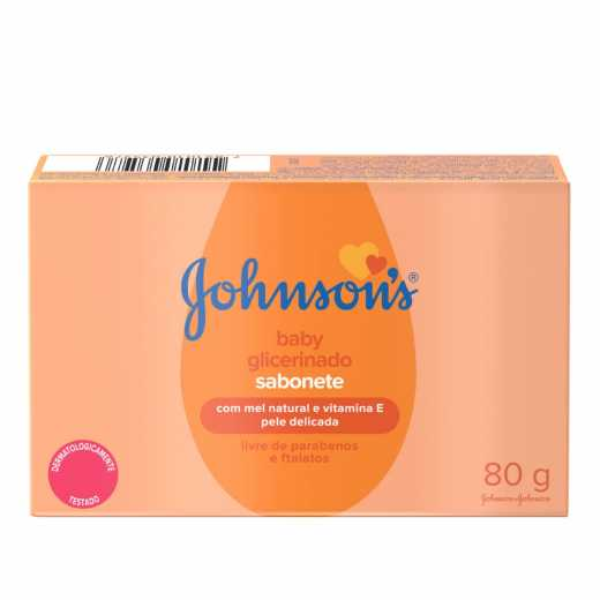 Johnson's®
baby
glicerinado
sabonete
com mel natural e vitamina E
pele delicada
livre de parabenos
e ftalatos
DERMATOLOGICAMENTE
TESTADO
80 g
Johnson & Johnson